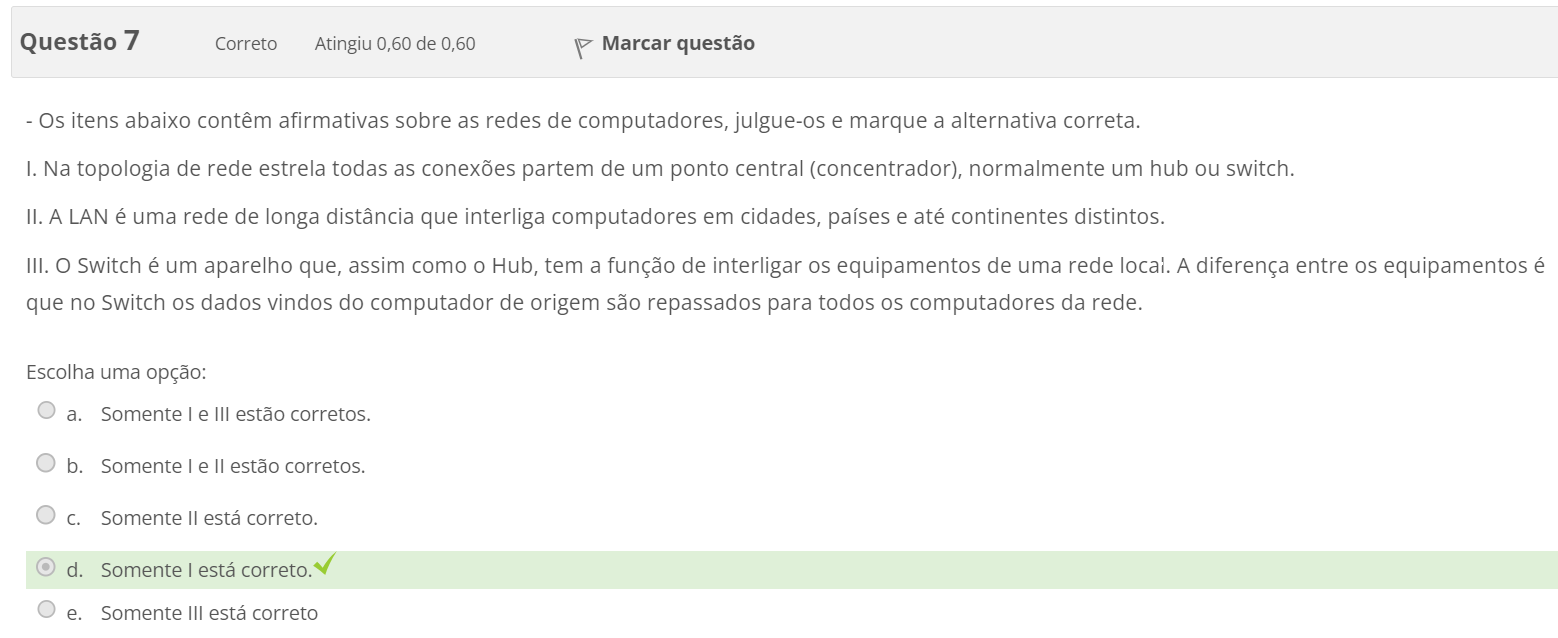 Questão 7 Correto Atingiu 0,60 de 0,60 Marcar questão
- Os itens abaixo contêm afirmativas sobre as redes de computadores, julgue-os e marque a alternativa correta.
I. Na topologia de rede estrela todas as conexões partem de um ponto central (concentrador), normalmente um hub ou switch.
II. A LAN é uma rede de longa distância que interliga computadores em cidades, países e até continentes distintos.
III. O Switch é um aparelho que, assim como o Hub, tem a função de interligar os equipamentos de uma rede local. A diferença entre os equipamentos é
que no Switch os dados vindos do computador de origem são repassados para todos os computadores da rede.
Escolha uma opção:
a. Somente I e III estão corretos.
b. Somente I e II estão corretos.
c. Somente II está correto.
d. Somente I está correto.
e. Somente III está correto